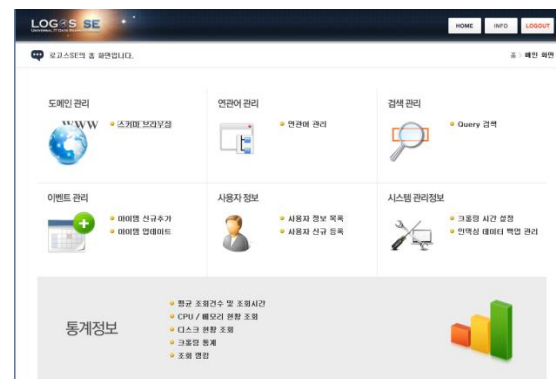 LOGOS SE
HOME INFO LOGOUT
로고스SE의 홈 화면입니다.
홈 > 메인 화면
도메인 관리
WWW
스키마 브라우징
연관어 관리
연관어 관리
검색 관리
Query 검색
이벤트 관리
아이템 신규추가
아이템 업데이트
사용자 정보
사용자 정보 목록
사용자 신규 등록
시스템 관리정보
크롤링 시간 설정
인덱싱 데이터 백업 관리
통계정보
평균 조회건수 및 조회시간
CPU / 메모리 현황 조회
디스크 현황 조회
크롤링 통계
조회 랭킹